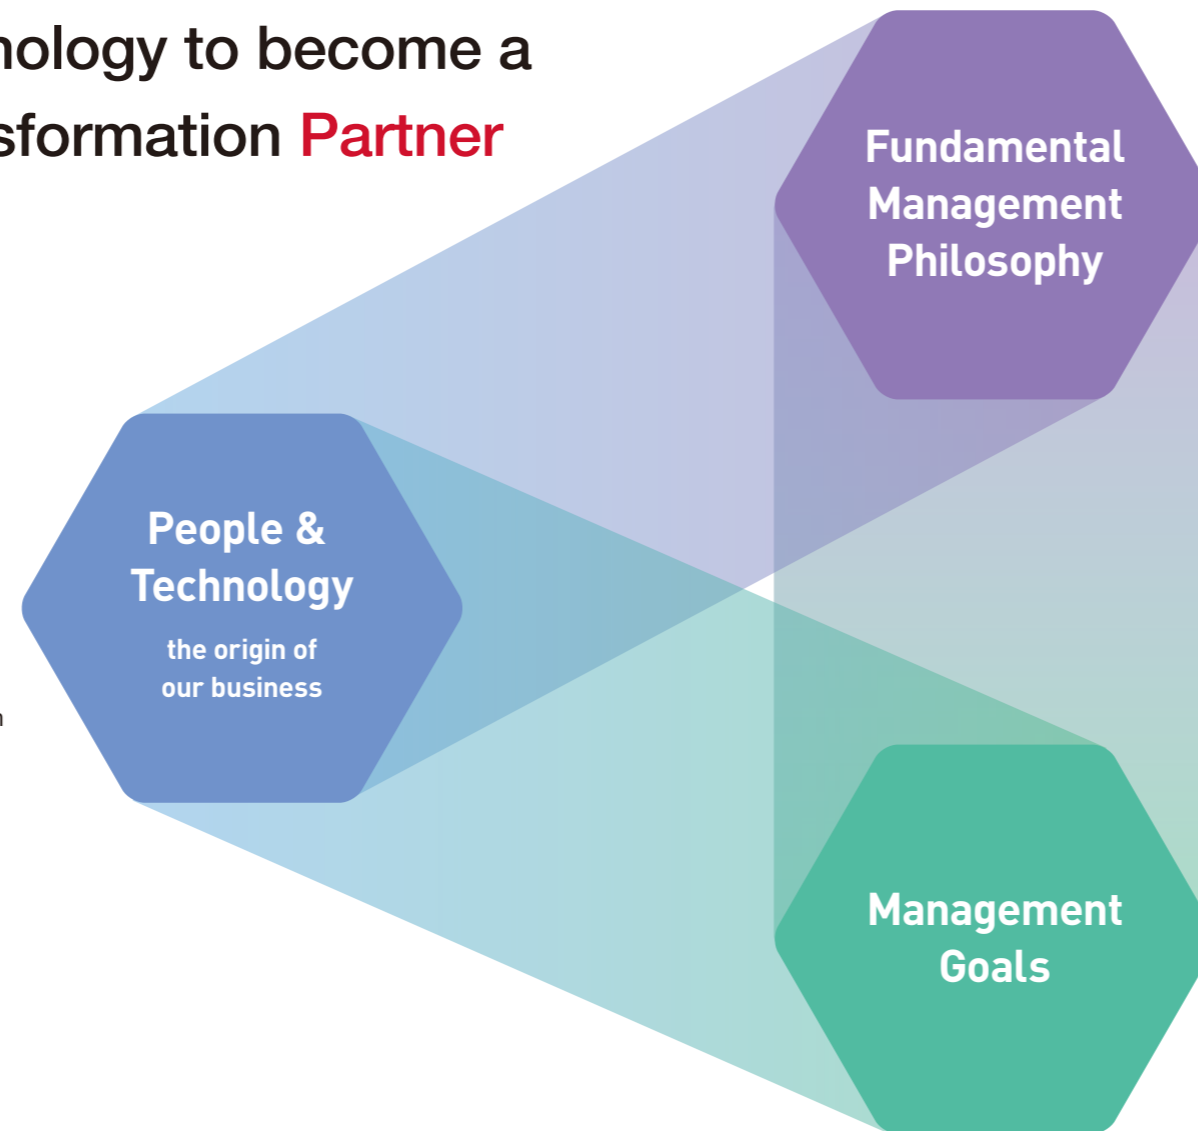 nology to become a
sformation Partner
Fundamental
Management
Philosophy
People &
Technology
the origin of
our business
n
Management
Goals